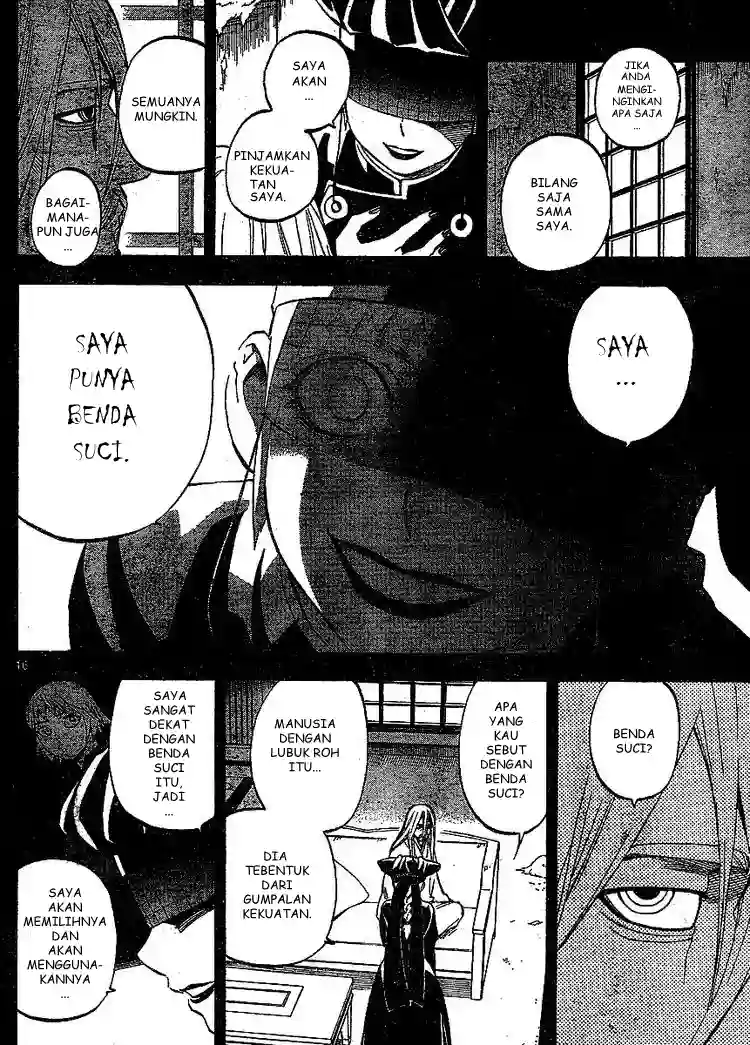 JIKA
ANDA
MENGI-
NGINKAN
APA SAJA
...
BILANG
SAJA
SAMA
SAYA.
SAYA
AKAN
...
PINJAMKAN
KEKUA-
TAN
SAYA.
SEMUANYA
MUNGKIN.
BAGAI-
MANA-
PUN JUGA
...
SAYA
...
SAYA
PUNYA
BENDA
SUCI.
16
BENDA
SUCI?
APA
YANG
KAU
SEBUT
DENGAN
BENDA
SUCI?
MANUSIA
DENGAN
LUBUK ROH
ITU...
DIA
TEBENTUK
DARI
GUMPALAN
KEKUATAN.
SAYA
SANGAT
DEKAT
DENGAN
BENDA
SUCI
ITU,
JADI
...
SAYA
AKAN
MEMILIHNYA
DAN
AKAN
MENGGUNA-
KANNYA
...